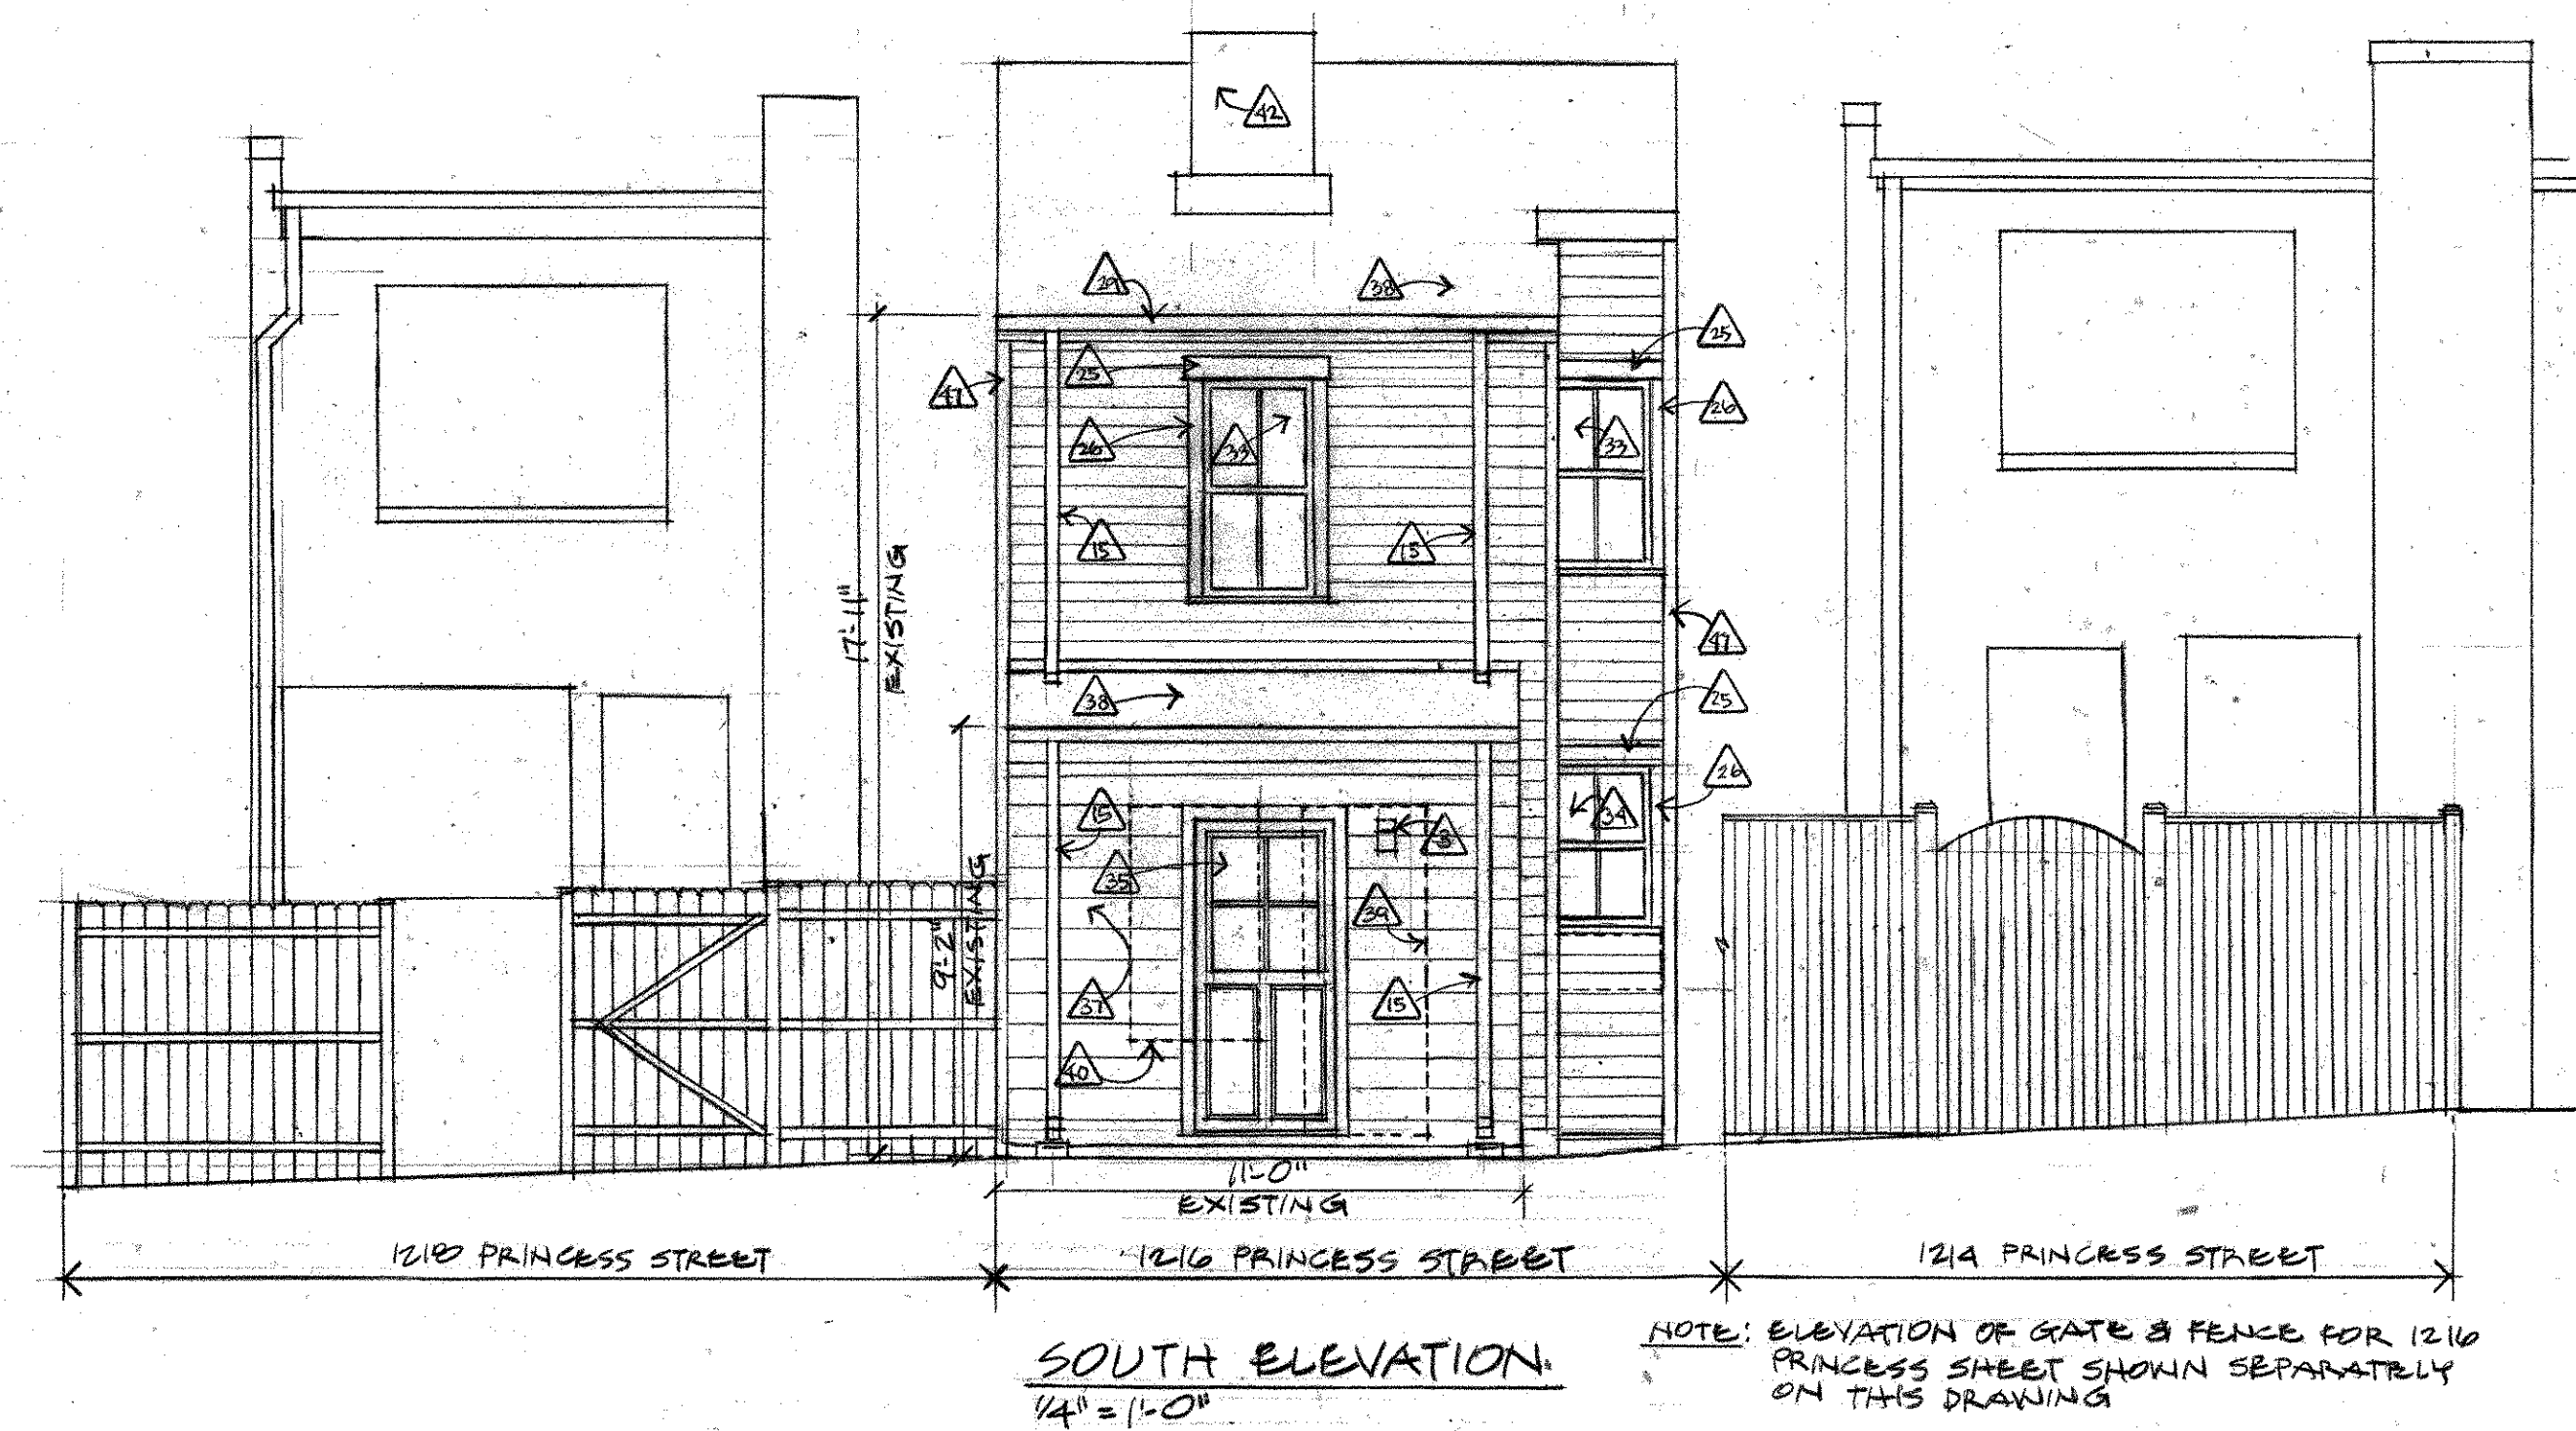 42
29
38
25
47
25
26
26
33
33
15
15
17'-11"
EXISTING
47
38
25
26
15
34
3
35
39
9'-2"
EXISTING
37
15
40
11'-0"
EXISTING
1218 PRINCESS STREET
1216 PRINCESS STREET
1214 PRINCESS STREET
SOUTH ELEVATION
1/4" = 1'-0"
NOTE: ELEVATION OF GATE & FENCE FOR 1216
PRINCESS SHEET SHOWN SEPARATELY
ON THIS DRAWING